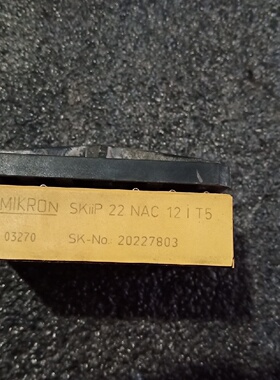 MIKRON SKiiP 22 NAC 12 I T5
03270 SK-No. 20227803